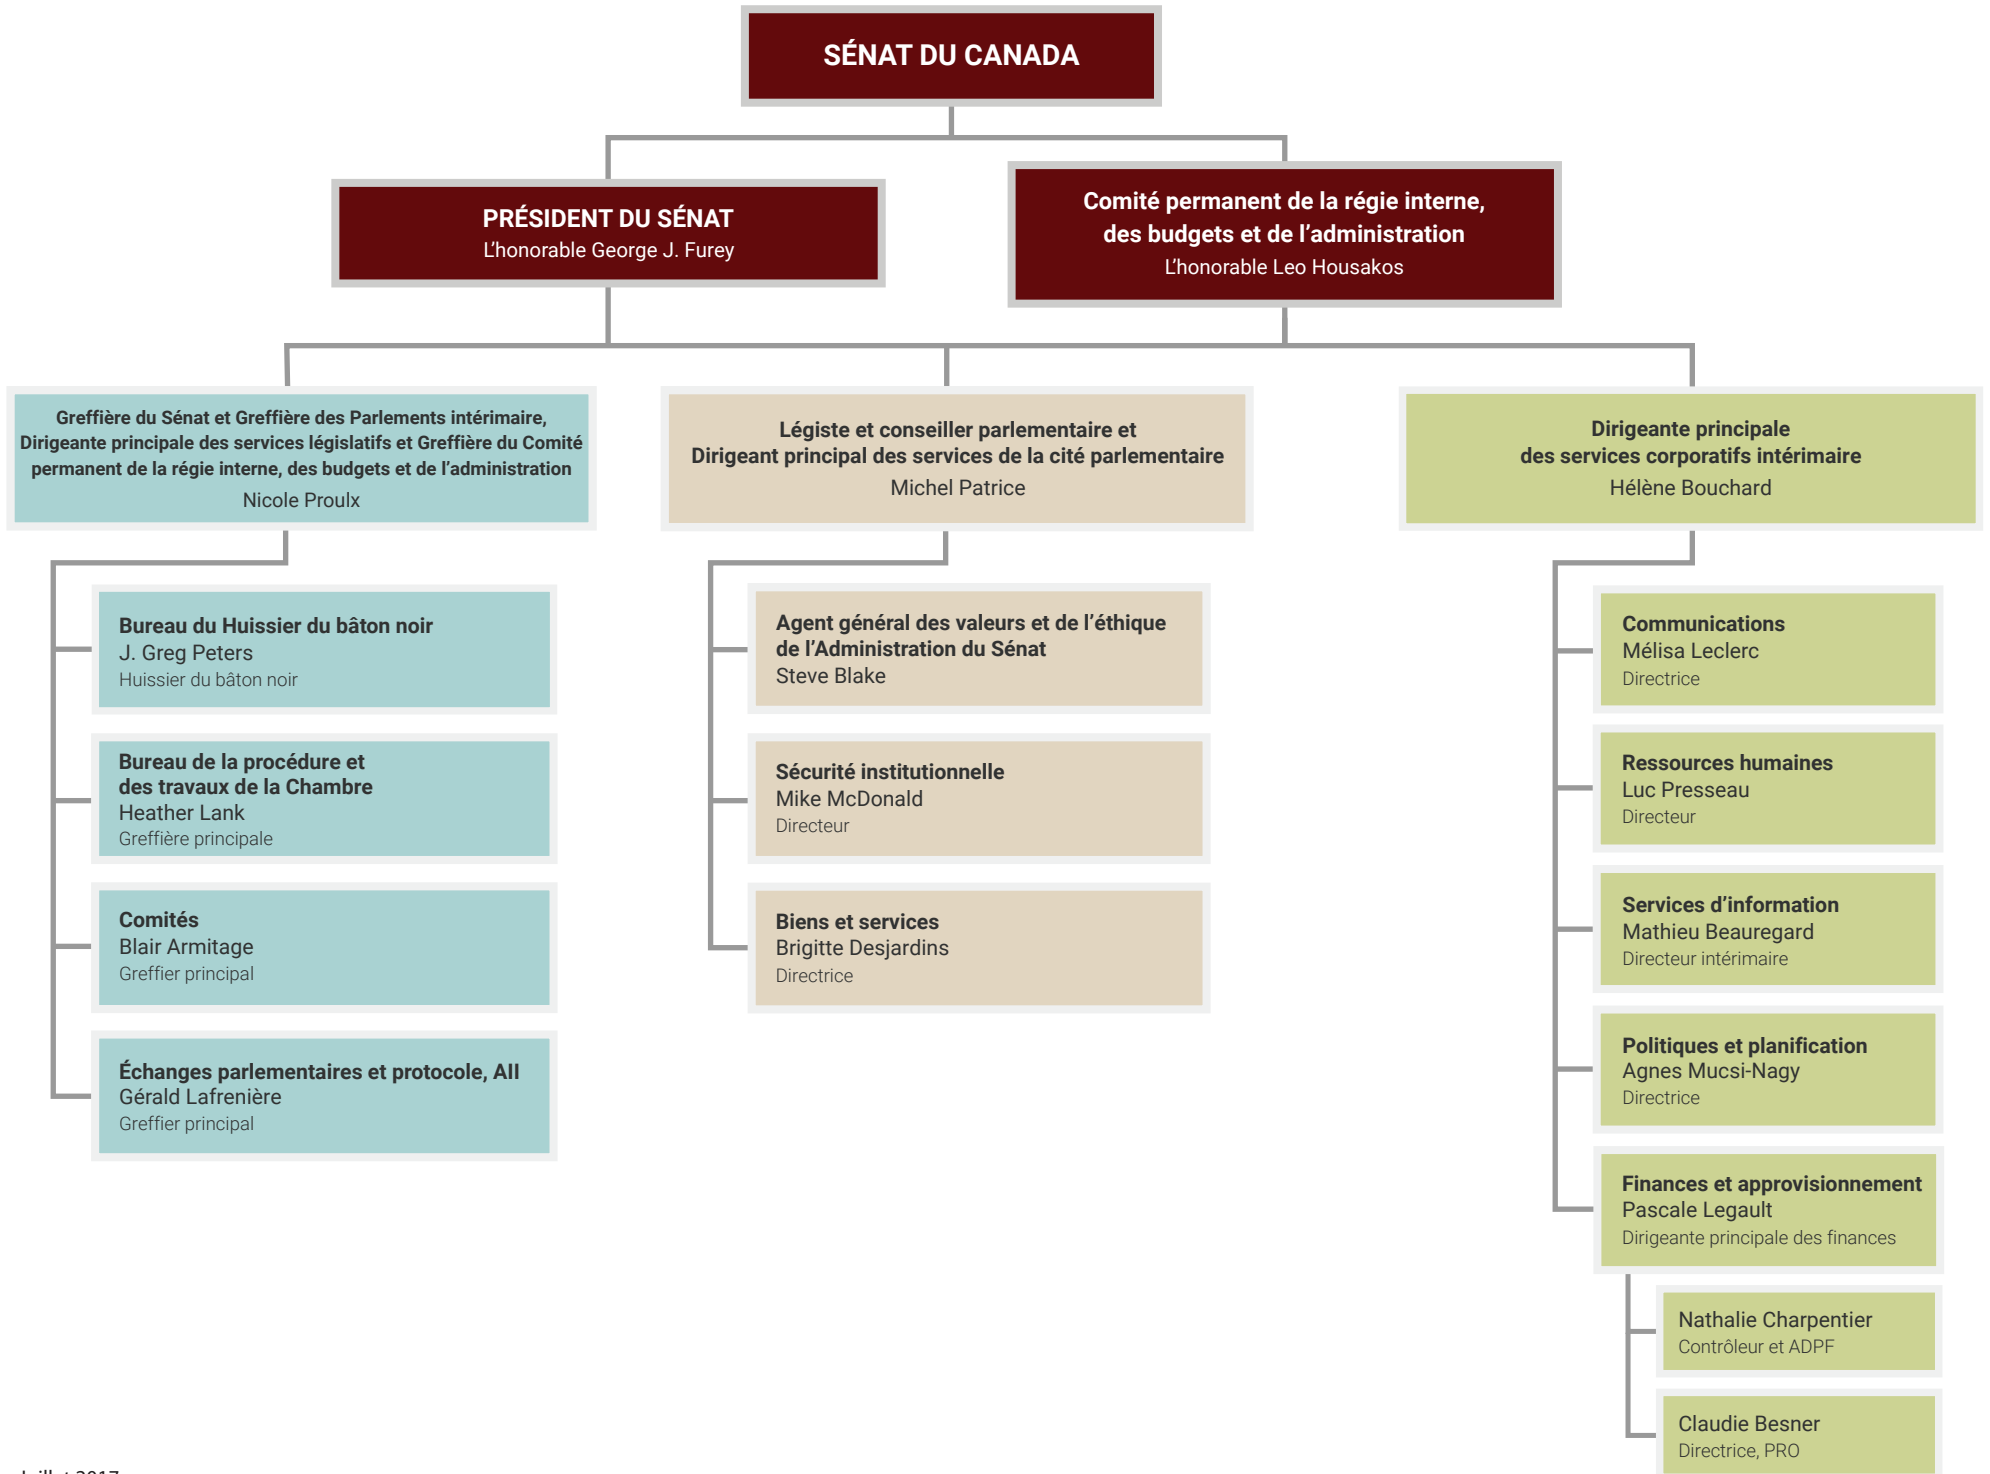 SÉNAT DU CANADA
PRÉSIDENT DU SÉNAT
L'honorable George J. Furey
Comité permanent de la régie interne,
des budgets et de l'administration
L'honorable Leo Housakos
Greffière du Sénat et Greffière des Parlements intérimaire,
Dirigeante principale des services législatifs et Greffière du Comité
permanent de la régie interne, des budgets et de l'administration
Nicole Proulx
Bureau du Huissier du bâton noir
J. Greg Peters
Huissier du bâton noir
Bureau de la procédure et
des travaux de la Chambre
Heather Lank
Greffière principale
Comités
Blair Armitage
Greffier principal
Échanges parlementaires et protocole, AII
Gérald Lafrenière
Greffier principal
Légiste et conseiller parlementaire et
Dirigeant principal des services de la cité parlementaire
Michel Patrice
Agent général des valeurs et de l'éthique
de l'Administration du Sénat
Steve Blake
Sécurité institutionnelle
Mike McDonald
Directeur
Biens et services
Brigitte Desjardins
Directrice
Dirigeante principale
des services corporatifs intérimaire
Hélène Bouchard
Communications
Mélisa Leclerc
Directrice
Ressources humaines
Luc Presseau
Directeur
Services d'information
Mathieu Beauregard
Directeur intérimaire
Politiques et planification
Agnes Mucsi-Nagy
Directrice
Finances et approvisionnement
Pascale Legault
Dirigeante principale des finances
Nathalie Charpentier
Contrôleur et ADPF
Claudie Besner
Directrice, PRO
Juillet 2017